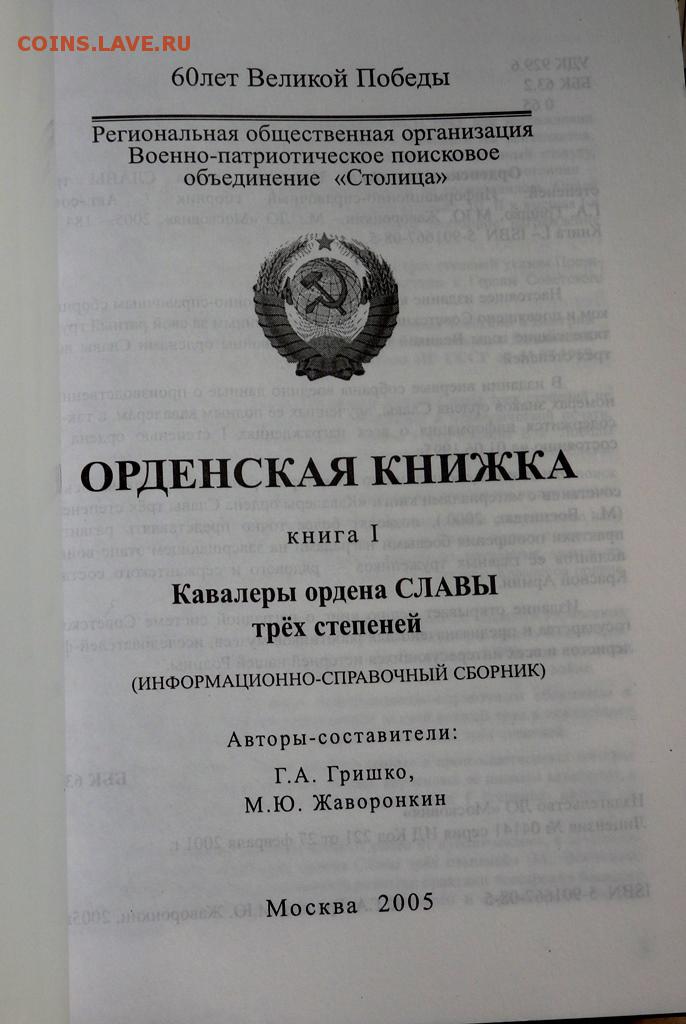 COINS.LAVE.RU
60лет Великой Победы
Региональная общественная организация
Военно-патриотическое поисковое
объединение «Столица»
ОРДЕНСКАЯ КНИЖКА
книга I
Кавалеры ордена СЛАВЫ
трёх степеней
(ИНФОРМАЦИОННО-СПРАВОЧНЫЙ СБОРНИК)
Авторы-составители:
Г.А. Гришко,
М.Ю. Жаворонкин
Москва 2005